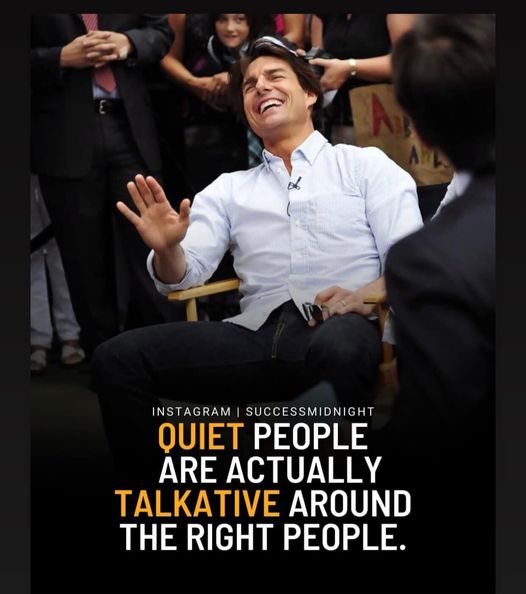 INSTAGRAM | SUCCESSMIDNIGHT
QUIET PEOPLE
ARE ACTUALLY
TALKATIVE AROUND
THE RIGHT PEOPLE.